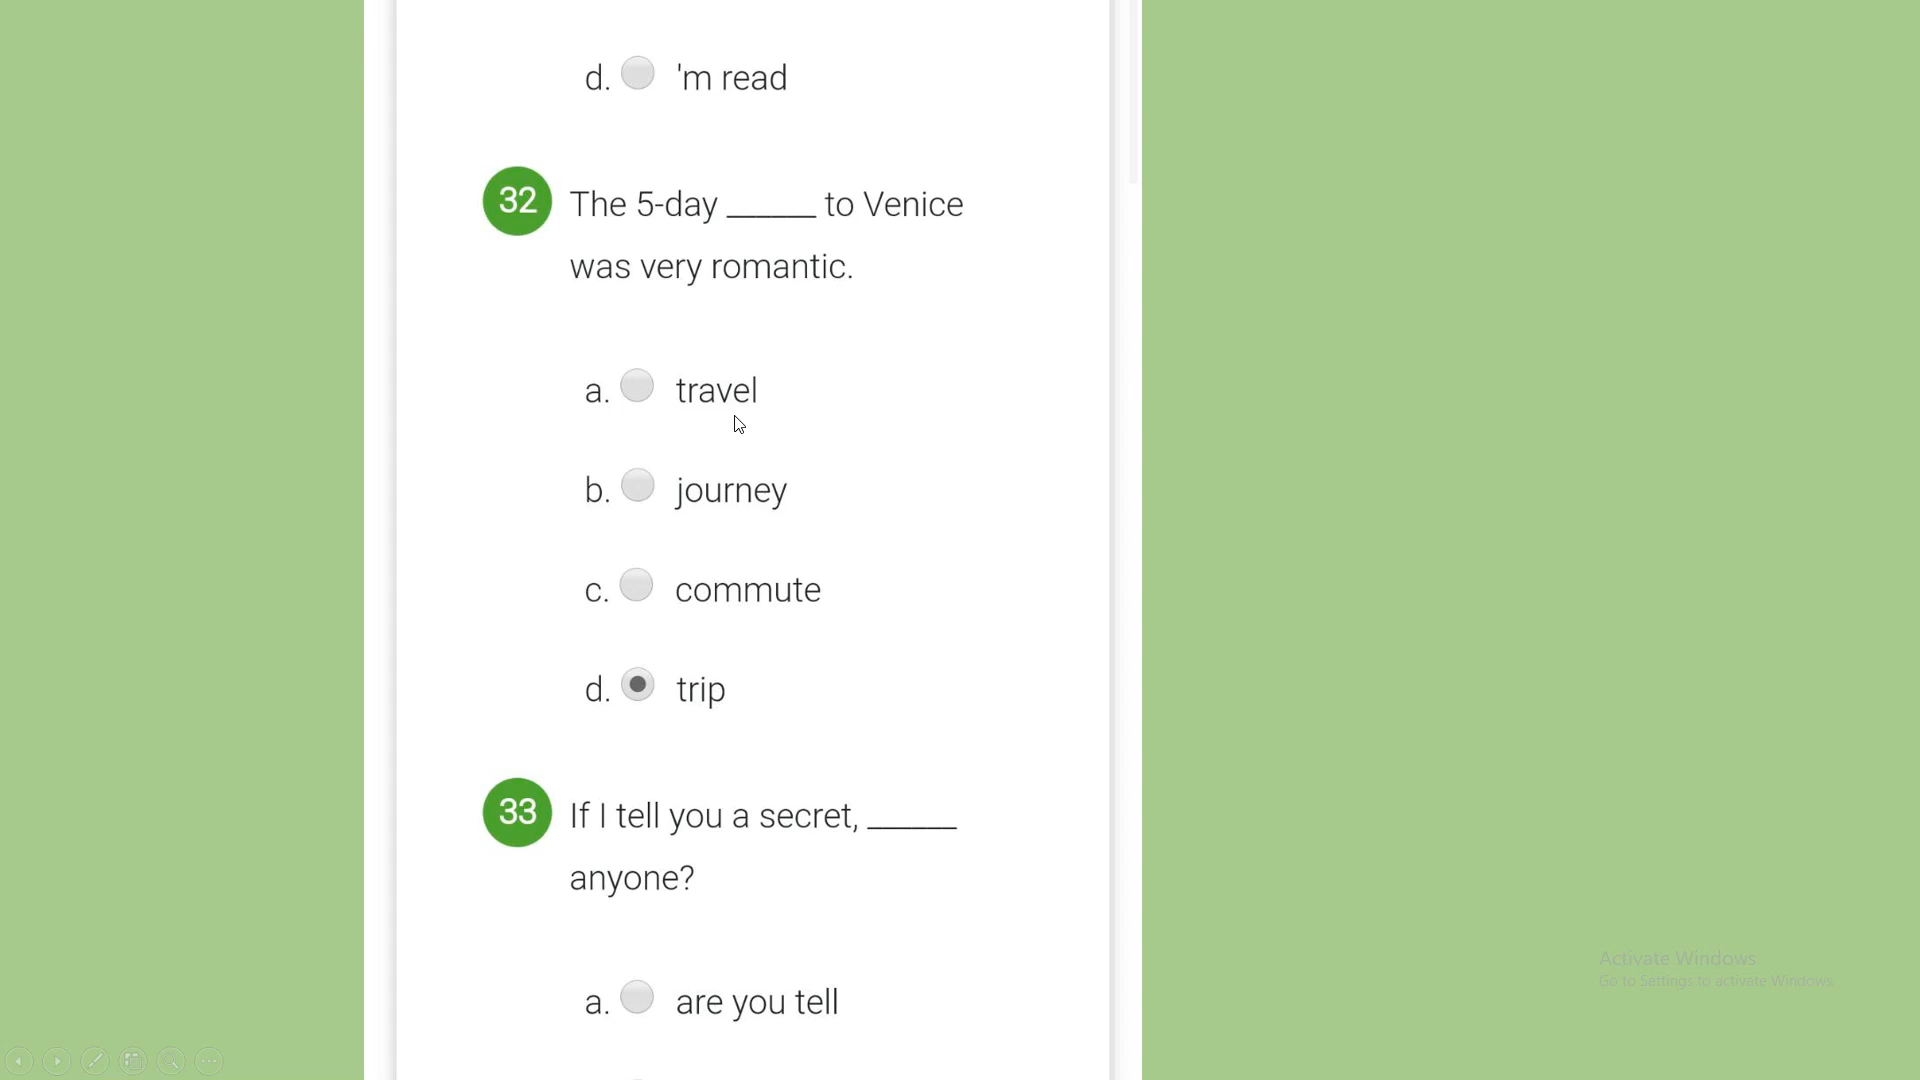 d. 'm read
32 The 5-day ______ to Venice
was very romantic.
a. travel
b. journey
c. commute
d. trip
33 If I tell you a secret, ______
anyone?
a. are you tell
Activate Windows
Go to Settings to activate Windows.